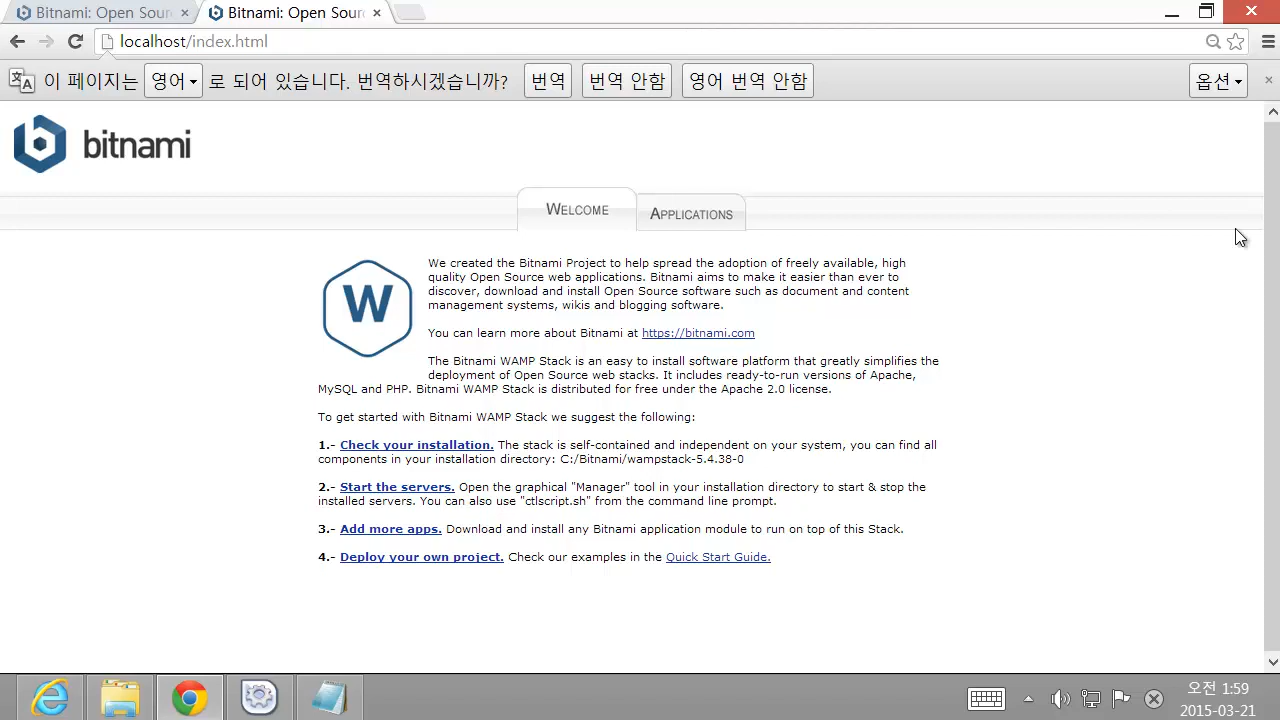 Bitnami: Open Sour
Bitnami: Open Sour
localhost/index.html
이 페이지는 영어 로 되어 있습니다. 번역하시겠습니까? 번역 번역 안함 영어 번역 안함 옵션
bitnami
WELCOME
APPLICATIONS
W
We created the Bitnami Project to help spread the adoption of freely available, high
quality Open Source web applications. Bitnami aims to make it easier than ever to
discover, download and install Open Source software such as document and content
management systems, wikis and blogging software.
You can learn more about Bitnami at https://bitnami.com
The Bitnami WAMP Stack is an easy to install software platform that greatly simplifies the
deployment of Open Source web stacks. It includes ready-to-run versions of Apache,
MySQL and PHP. Bitnami WAMP Stack is distributed for free under the Apache 2.0 license.
To get started with Bitnami WAMP Stack we suggest the following:
1.- Check your installation. The stack is self-contained and independent on your system, you can find all
components in your installation directory: C:/Bitnami/wampstack-5.4.38-0
2.- Start the servers. Open the graphical "Manager" tool in your installation directory to start & stop the
installed servers. You can also use "ctlscript.sh" from the command line prompt.
3.- Add more apps. Download and install any Bitnami application module to run on top of this Stack.
4.- Deploy your own project. Check our examples in the Quick Start Guide.
오전 1:59
2015-03-21